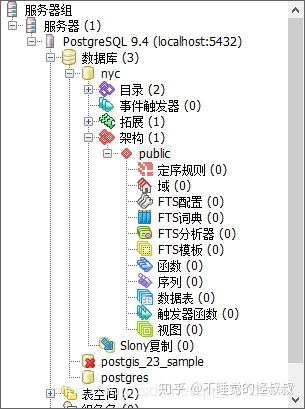 服务器组
服务器 (1)
PostgreSQL 9.4 (localhost:5432)
数据库 (3)
nyc
目录 (2)
事件触发器 (0)
拓展 (1)
架构 (1)
public
定序规则 (0)
域 (0)
FTS配置 (0)
FTS词典 (0)
FTS分析器 (0)
FTS模板 (0)
函数 (0)
序列 (0)
数据表 (0)
触发器函数 (0)
视图 (0)
Slony复制 (0)
postgis_23_sample
postgres
表空间 (2)
知乎 @不睡觉的怪叔叔